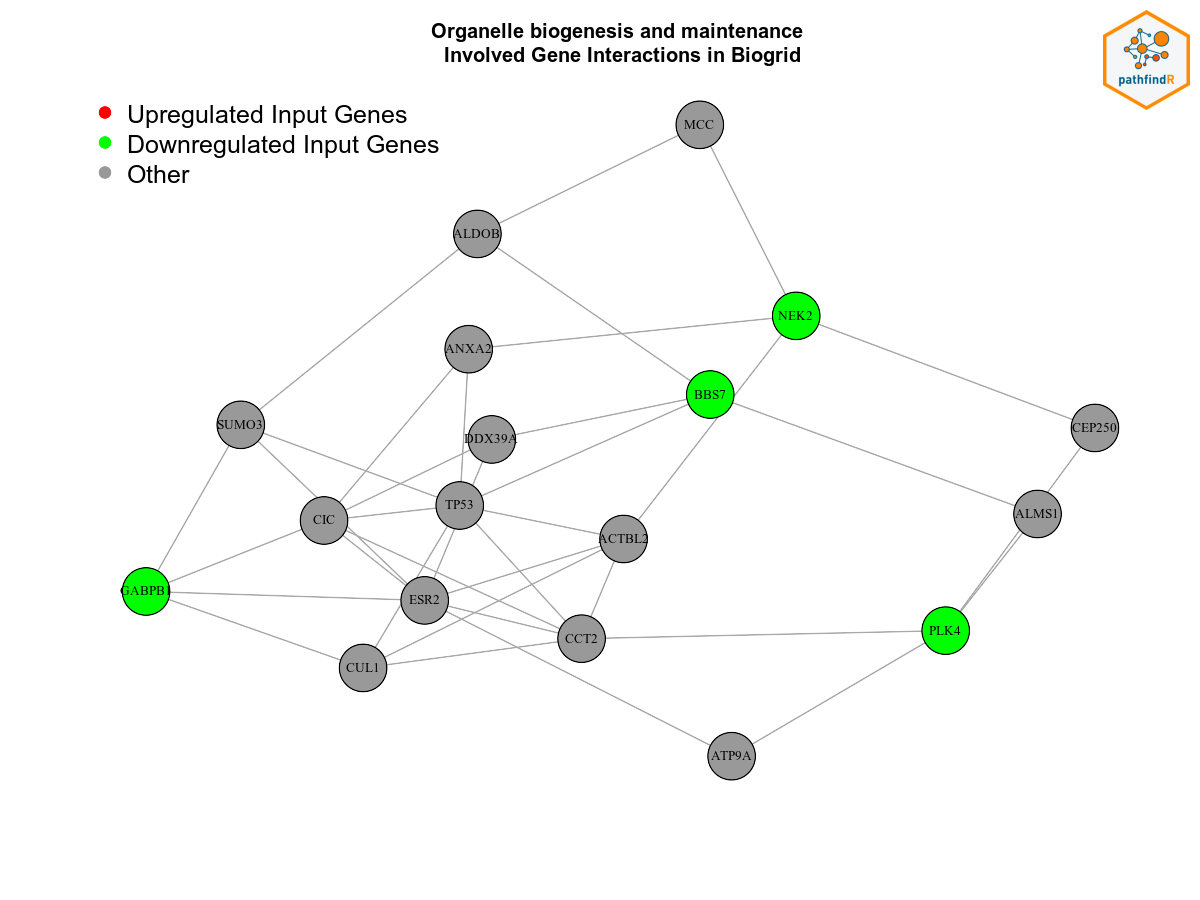 Organelle biogenesis and maintenance
Involved Gene Interactions in Biogrid
pathfindR
Upregulated Input Genes
Downregulated Input Genes
Other
MCC
ALDOB
NEK2
ANXA2
BBS7
SUMO3
DDX39A
CEP250
TP53
CIC
ALMS1
ACTBL2
GABPB1
ESR2
PLK4
CCT2
CUL1
ATP9A